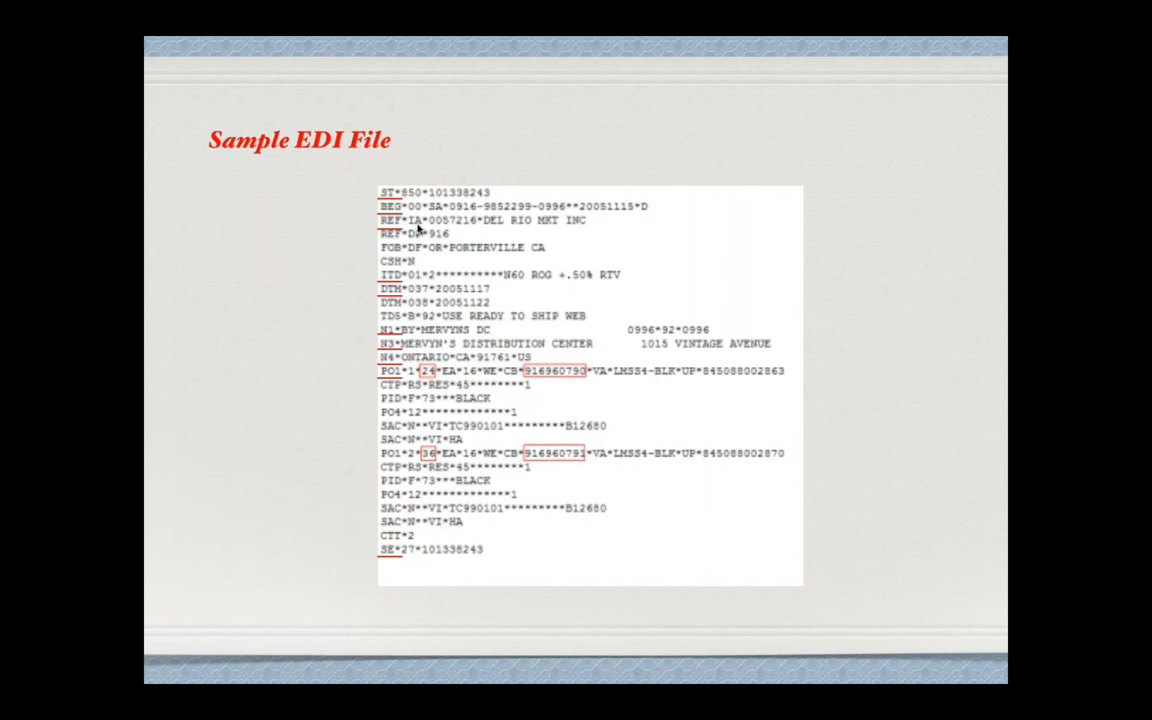 Sample EDI File
ST*850*101338243
BEG*00*SA*0916-9852299-0996**20051115*D
REF*IA*0057216*DEL RIO MKT INC
REF*DP*916
FOB*DF*OR*PORTERVILLE CA
CSH*N
ITD*01*2**********N60 ROG +.50% RTV
DTM*037*20051117
DTM*038*20051122
TD5*B*92*USE READY TO SHIP WEB
N1*BY*MERVYNS DC 0996*92*0996
N3*MERVYN'S DISTRIBUTION CENTER 1015 VINTAGE AVENUE
N4*ONTARIO*CA*91761*US
PO1*1*24*EA*16*WE*CB*916960790*VA*LMSS4-BLK*UP*845088002863
CTP*RS*RES*45********1
PID*F*73***BLACK
PO4*12*************1
SAC*N**VI*TC990101*********B12680
SAC*N**VI*HA
PO1*2*36*EA*16*WE*CB*916960791*VA*LMSS4-BLK*UP*845088002870
CTP*RS*RES*45********1
PID*F*73***BLACK
PO4*12*************1
SAC*N**VI*TC990101*********B12680
SAC*N**VI*HA
CTT*2
SE*27*101338243